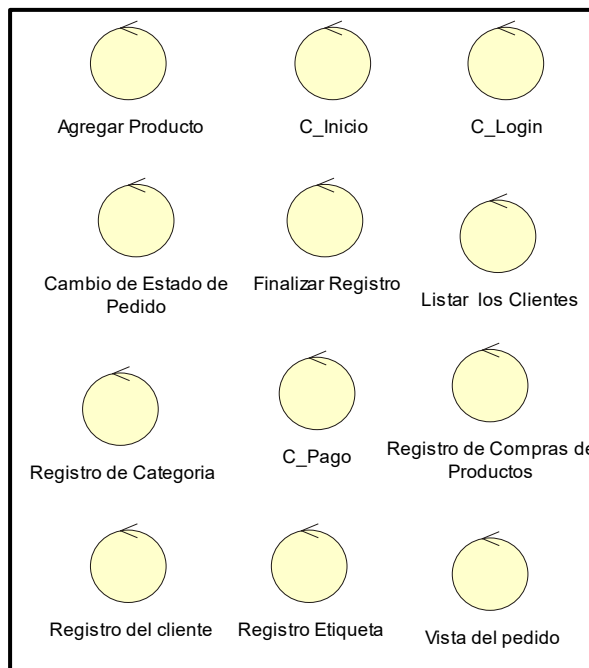 Agregar Producto
C_Inicio
C_Login
Cambio de Estado de
Pedido
Finalizar Registro
Listar los Clientes
Registro de Categoria
C_Pago
Registro de Compras de
Productos
Registro del cliente
Registro Etiqueta
Vista del pedido